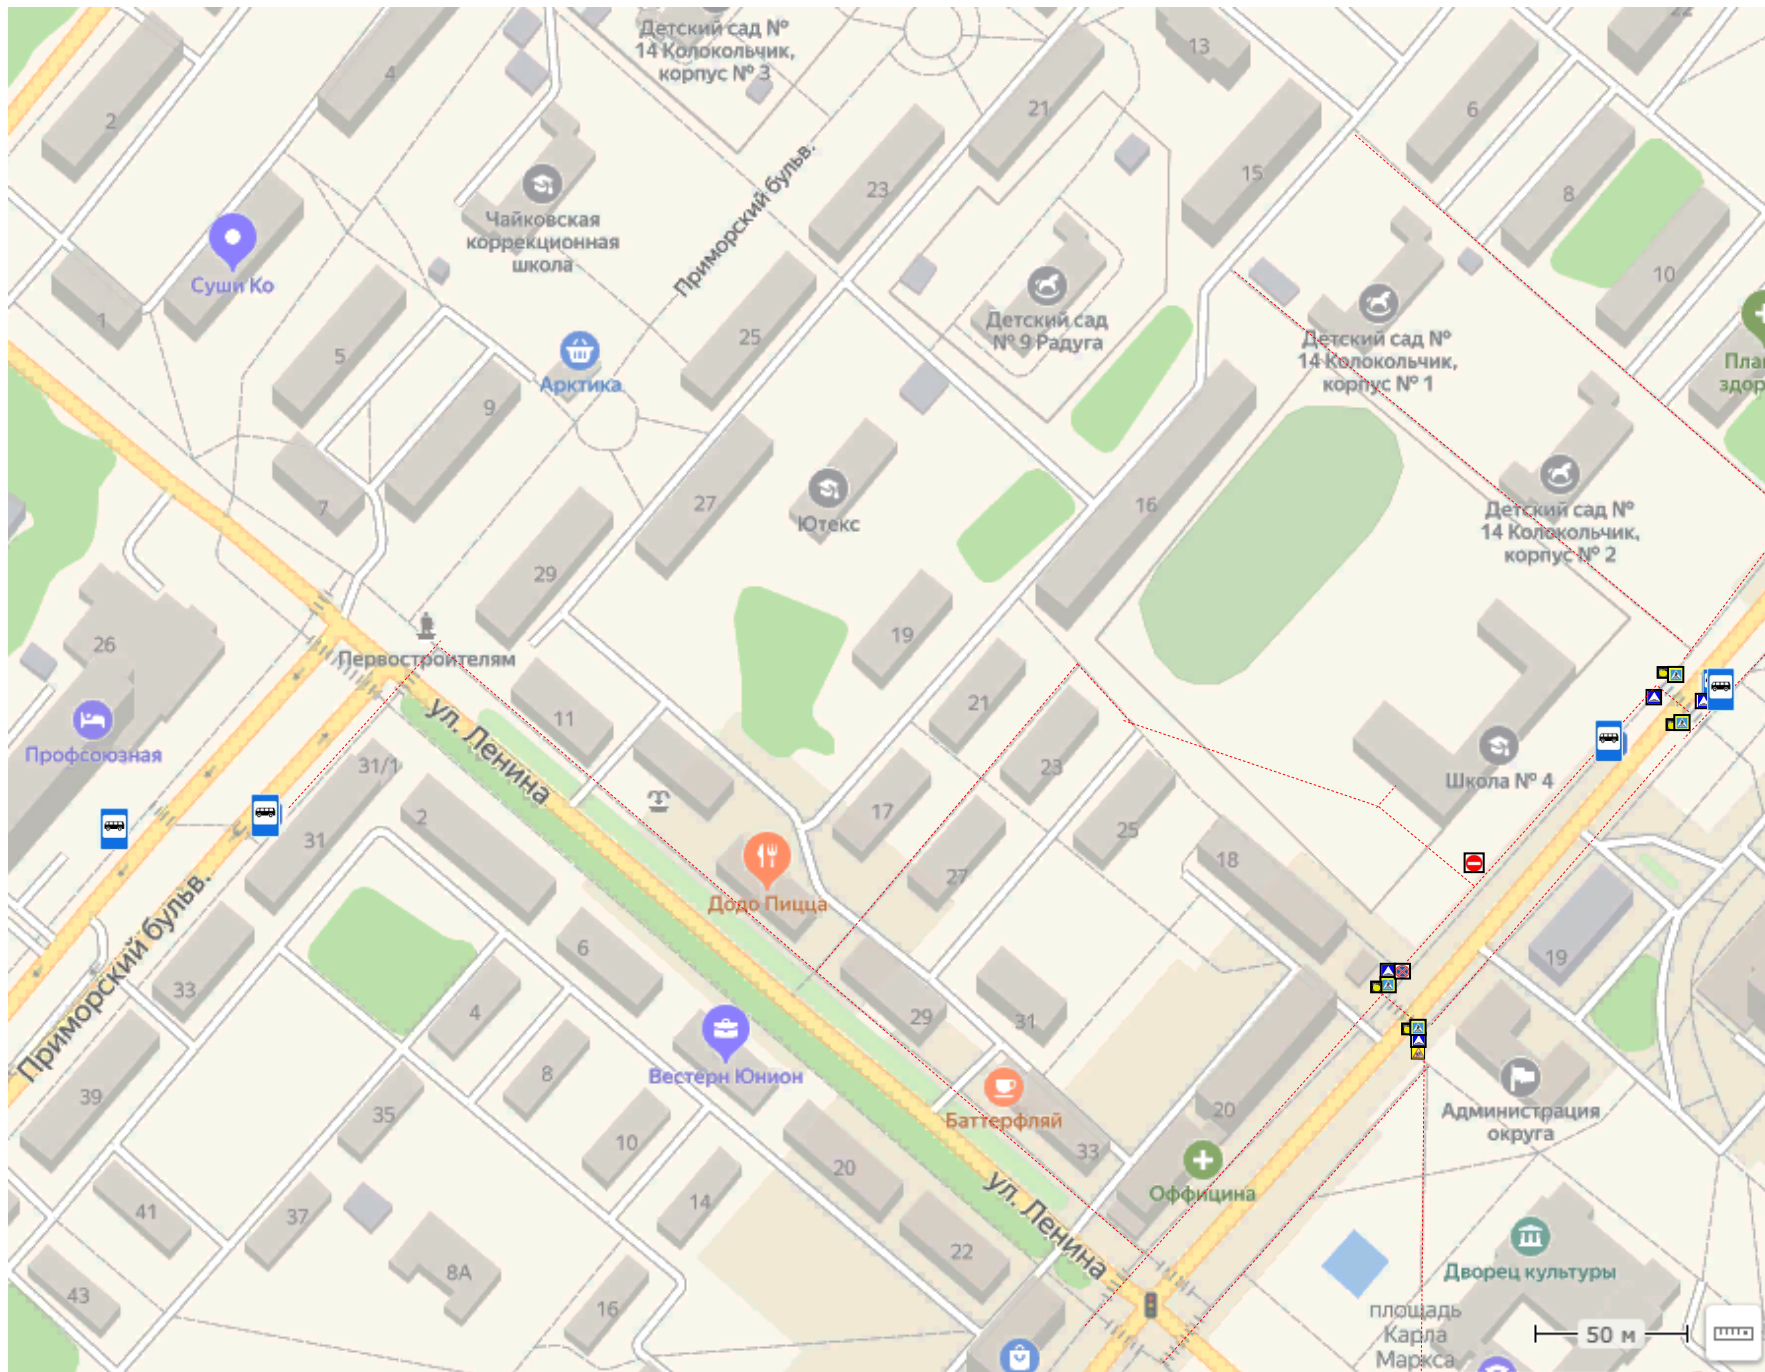 22
Детский сад №
14 Колокольчик,
корпус № 3
13
4
2
21
6
15
23
8
Приморский бульв.
Чайковская
коррекционная
школа
Суши Ко
10
Детский сад
№ 9 Радуга
1
25
5
Детский сад №
14 Колокольчик,
корпус № 1
Арктика
9
27
16
7
Ютекс
Детский сад №
14 Колокольчик,
корпус № 2
29
26
19
Первостроителям
21
11
ул. Ленина
Профсоюзная
31/1
23
Школа № 4
17
2
25
31
18
27
Додо Пицца
6
19
33
Приморский бульв.
4
29
31
Вестерн Юнион
8
39
35
20
Баттерфляй
Администрация
округа
10
33
20
ул. Ленина
Оффицина
14
41
37
22
8А
Дворец культуры
43
16
площадь
Карла
Маркса
50 м